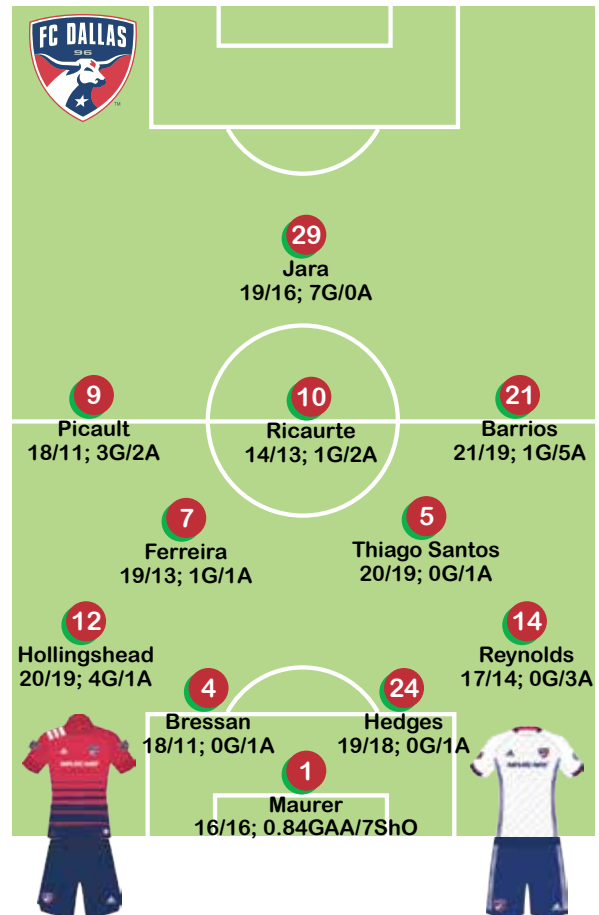 FC DALLAS
96
TM
29
Jara
19/16; 7G/0A
9
Picault
18/11; 3G/2A
10
Ricaurte
14/13; 1G/2A
21
Barrios
21/19; 1G/5A
7
Ferreira
19/13; 1G/1A
5
Thiago Santos
20/19; 0G/1A
12
Hollingshead
20/19; 4G/1A
14
Reynolds
17/14; 0G/3A
4
Bressan
18/11; 0G/1A
24
Hedges
19/18; 0G/1A
1
Maurer
16/16; 0.84GAA/7ShO